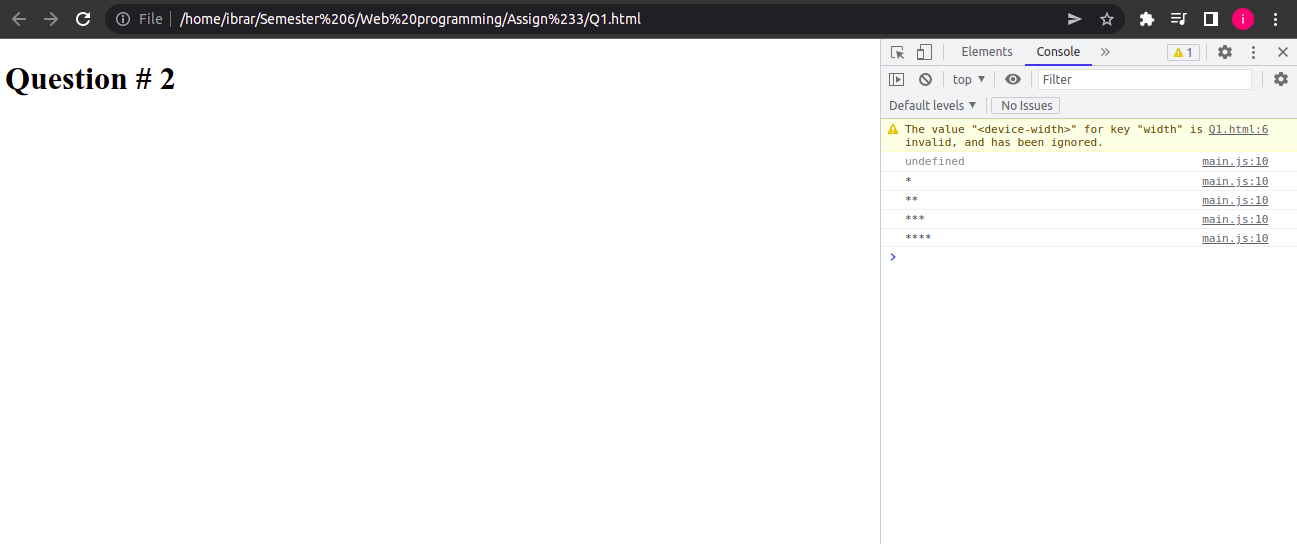 File /home/ibrar/Semester%206/Web%20programming/Assign%233/Q1.html
i
Question # 2
Elements Console » 1
top ▼ Filter
Default levels ▼ No Issues
The value "<device-width>" for key "width" is Q1.html:6
invalid, and has been ignored.
undefined main.js:10
* main.js:10
** main.js:10
*** main.js:10
**** main.js:10
>